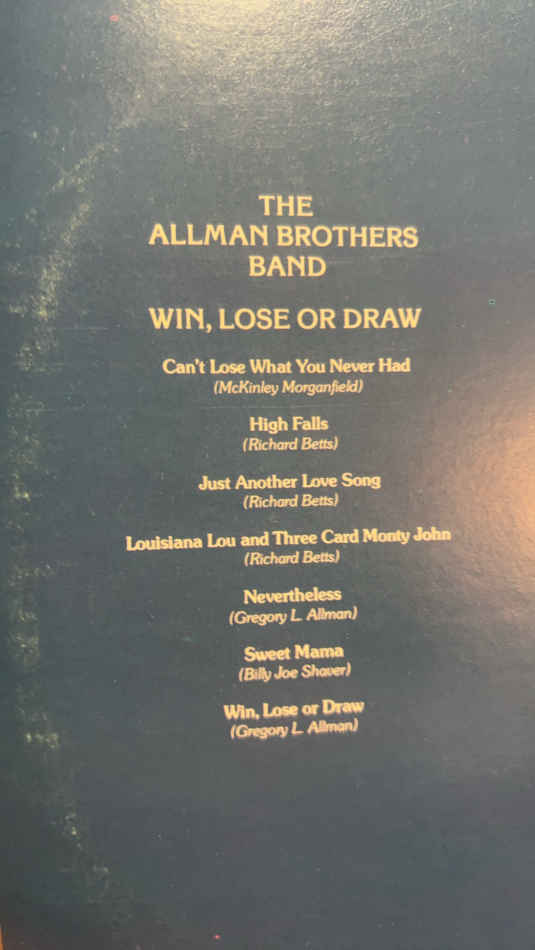 THE
ALLMAN BROTHERS
BAND
WIN, LOSE OR DRAW
Can't Lose What You Never Had
(McKinley Morganfield)
High Falls
(Richard Betts)
Just Another Love Song
(Richard Betts)
Louisiana Lou and Three Card Monty John
(Richard Betts)
Nevertheless
(Gregory L. Allman)
Sweet Mama
(Billy Joe Shaver)
Win, Lose or Draw
(Gregory L. Allman)